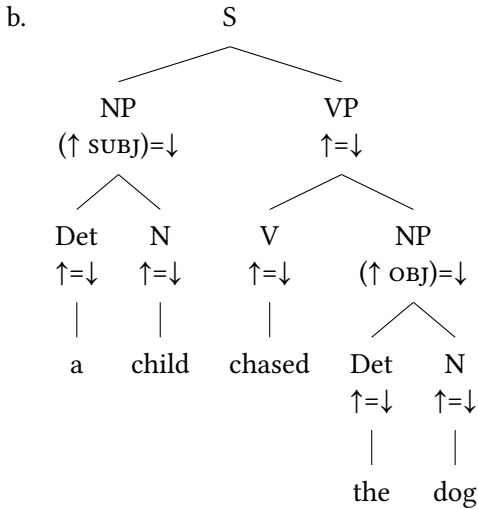 b. S
NP VP
(↑ SUBJ)=↓ ↑=↓
Det N V NP
↑=↓ ↑=↓ ↑=↓ (↑ OBJ)=↓
a child chased Det N
↑=↓ ↑=↓
the dog